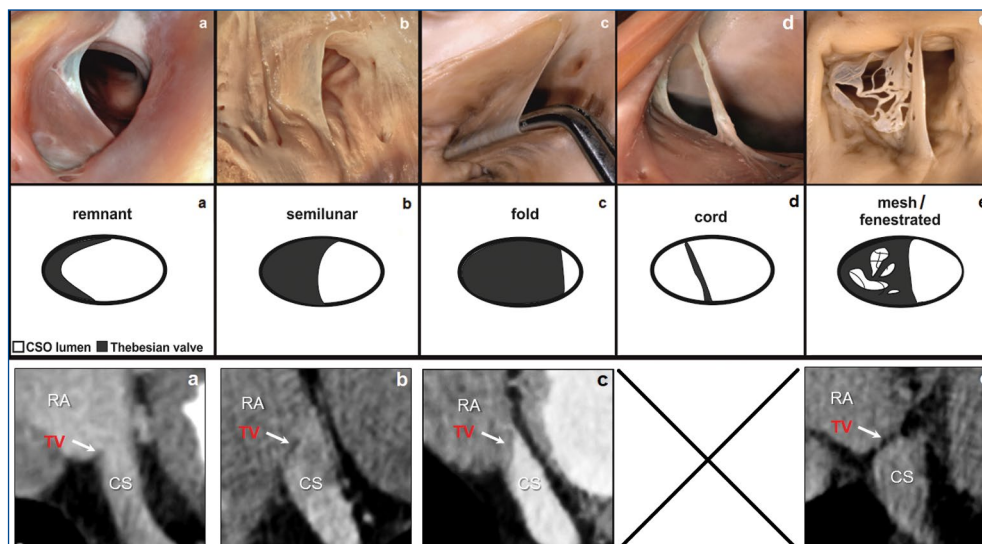 a
b
c
d
remnant
a
semilunar
b
fold
c
cord
d
mesh /
fenestrated
e
CSO lumen
Thebesian valve
a
RA
TV
CS
b
RA
TV
CS
c
RA
TV
CS
RA
TV
CS